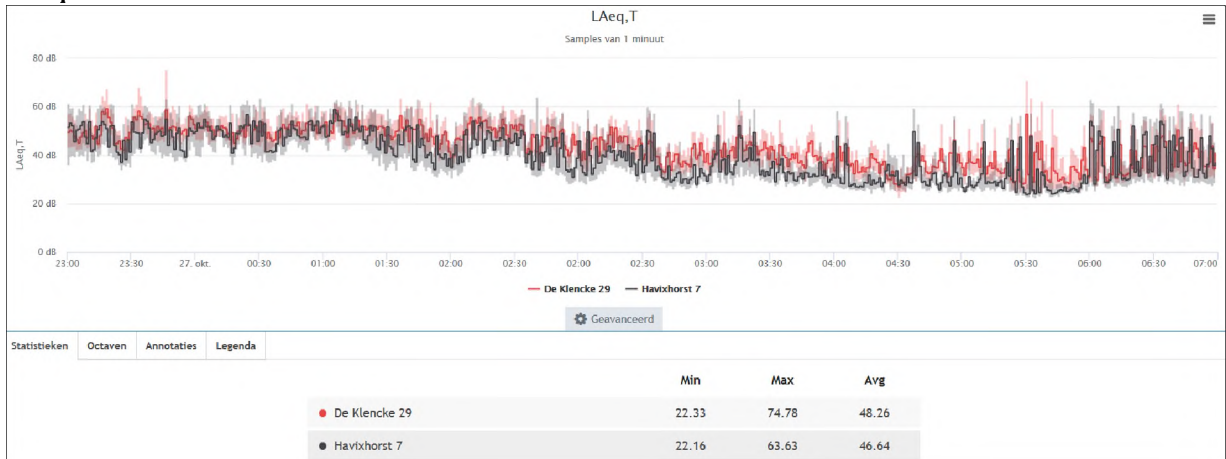 LAeq,T
Samples van 1 minuut
80 dB
60 dB
40 dB
20 dB
0 dB
LAeq,T
23:00 23:30 27. okt. 00:30 01:00 01:30 02:00 02:30 02:00 02:30 03:00 03:30 04:00 04:30 05:00 05:30 06:00 06:30 07:00
De Klencke 29 Havixhorst 7
Geavanceerd
Statistieken Octaven Annotaties Legenda
Min Max Avg
De Klencke 29 22.33 74.78 48.26
Havixhorst 7 22.16 63.63 46.64